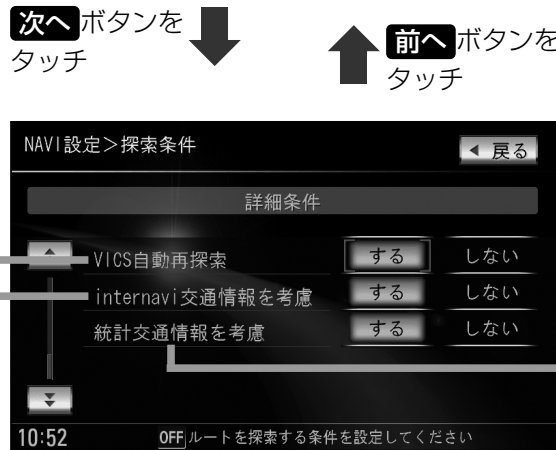 次へボタンを
タッチ
前へボタンを
タッチ
NAVI設定＞探索条件
戻る
詳細条件
VICS自動再探索 する しない
internavi交通情報を考慮 する しない
統計交通情報を考慮 する しない
10:52 OFF ルートを探索する条件を設定してください